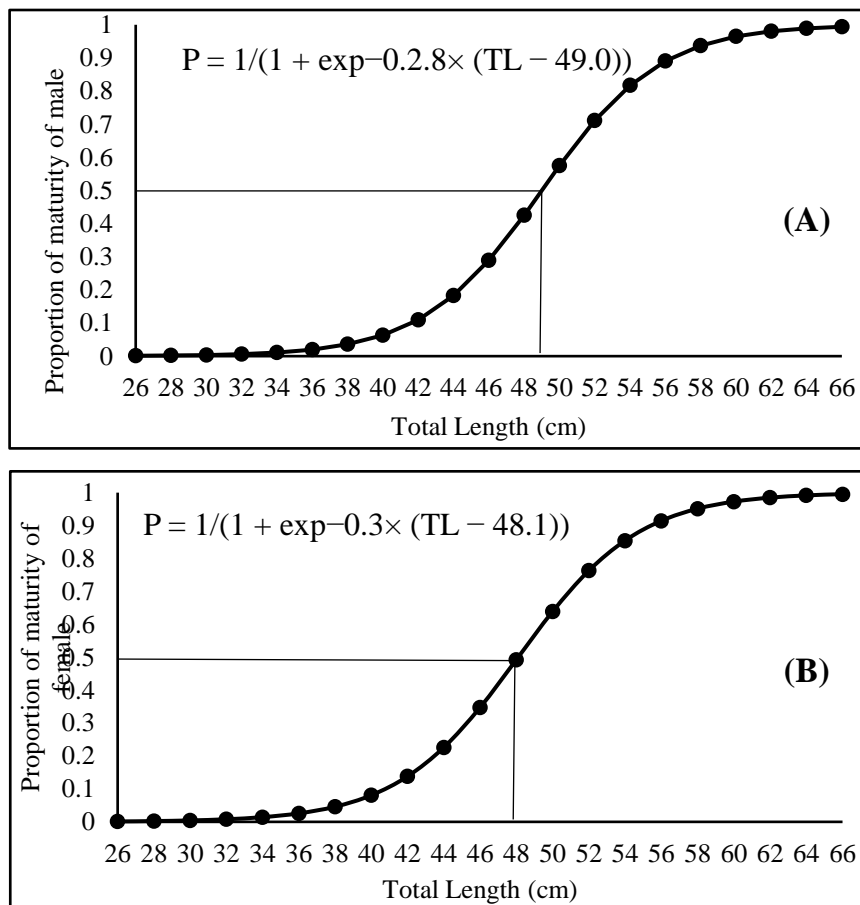 P = 1/(1 + exp−0.2.8× (TL − 49.0))
Proportion of maturity of male
1
0.9
0.8
0.7
0.6
0.5
0.4
0.3
0.2
0.1
0
(A)
26 28 30 32 34 36 38 40 42 44 46 48 50 52 54 56 58 60 62 64 66
Total Length (cm)
P = 1/(1 + exp−0.3× (TL − 48.1))
Proportion of maturity of
female
1
0.9
0.8
0.7
0.6
0.5
0.4
0.3
0.2
0.1
0
(B)
26 28 30 32 34 36 38 40 42 44 46 48 50 52 54 56 58 60 62 64 66
Total Length (cm)